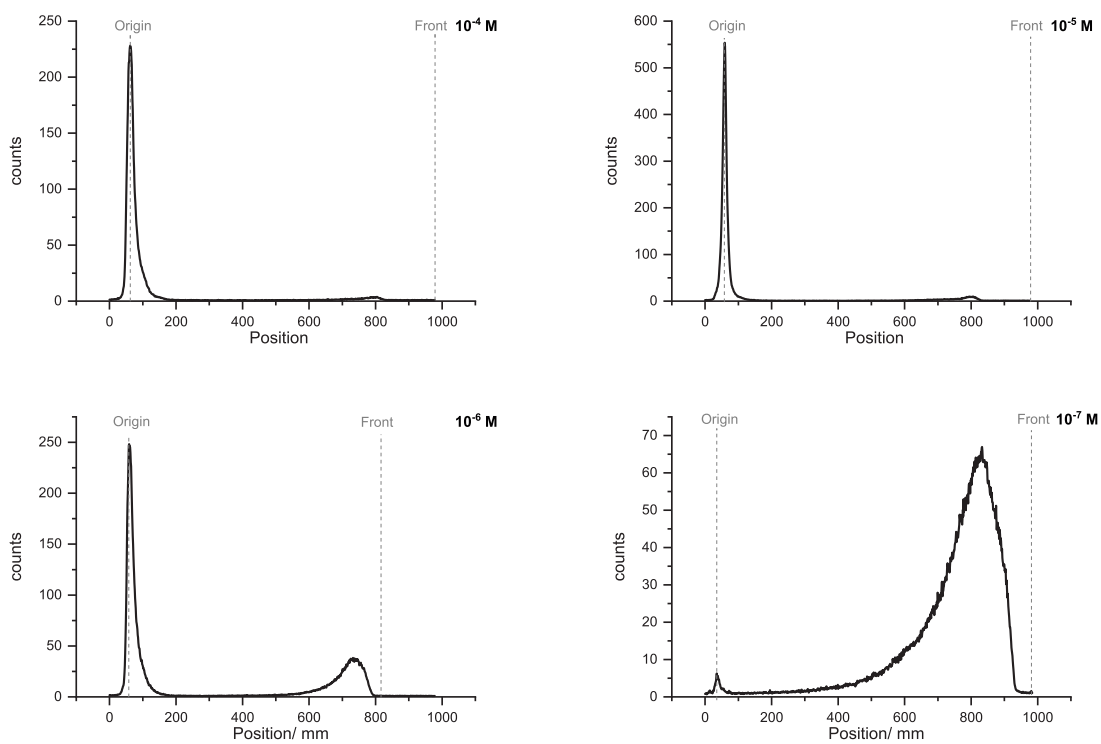 Origin
Front 10⁻⁴ M
250
200
150
100
50
0
counts
0 200 400 600 800 1000
Position
Origin
Front 10⁻⁵ M
600
500
400
300
200
100
0
counts
0 200 400 600 800 1000
Position
Origin
Front 10⁻⁶ M
250
200
150
100
50
0
counts
0 200 400 600 800 1000
Position/ mm
Origin
Front 10⁻⁷ M
70
60
50
40
30
20
10
0
counts
0 200 400 600 800 1000
Position/ mm